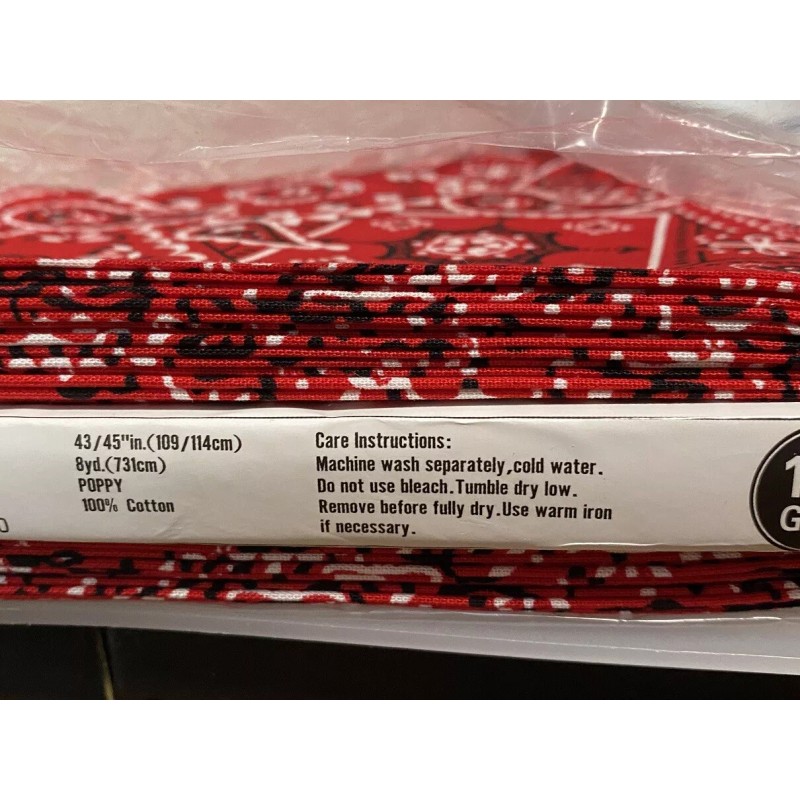 43/45"in.(109/114cm)
8yd.(731cm)
POPPY
100% Cotton
Care Instructions:
Machine wash separately,cold water.
Do not use bleach.Tumble dry low.
Remove before fully dry.Use warm iron
if necessary.